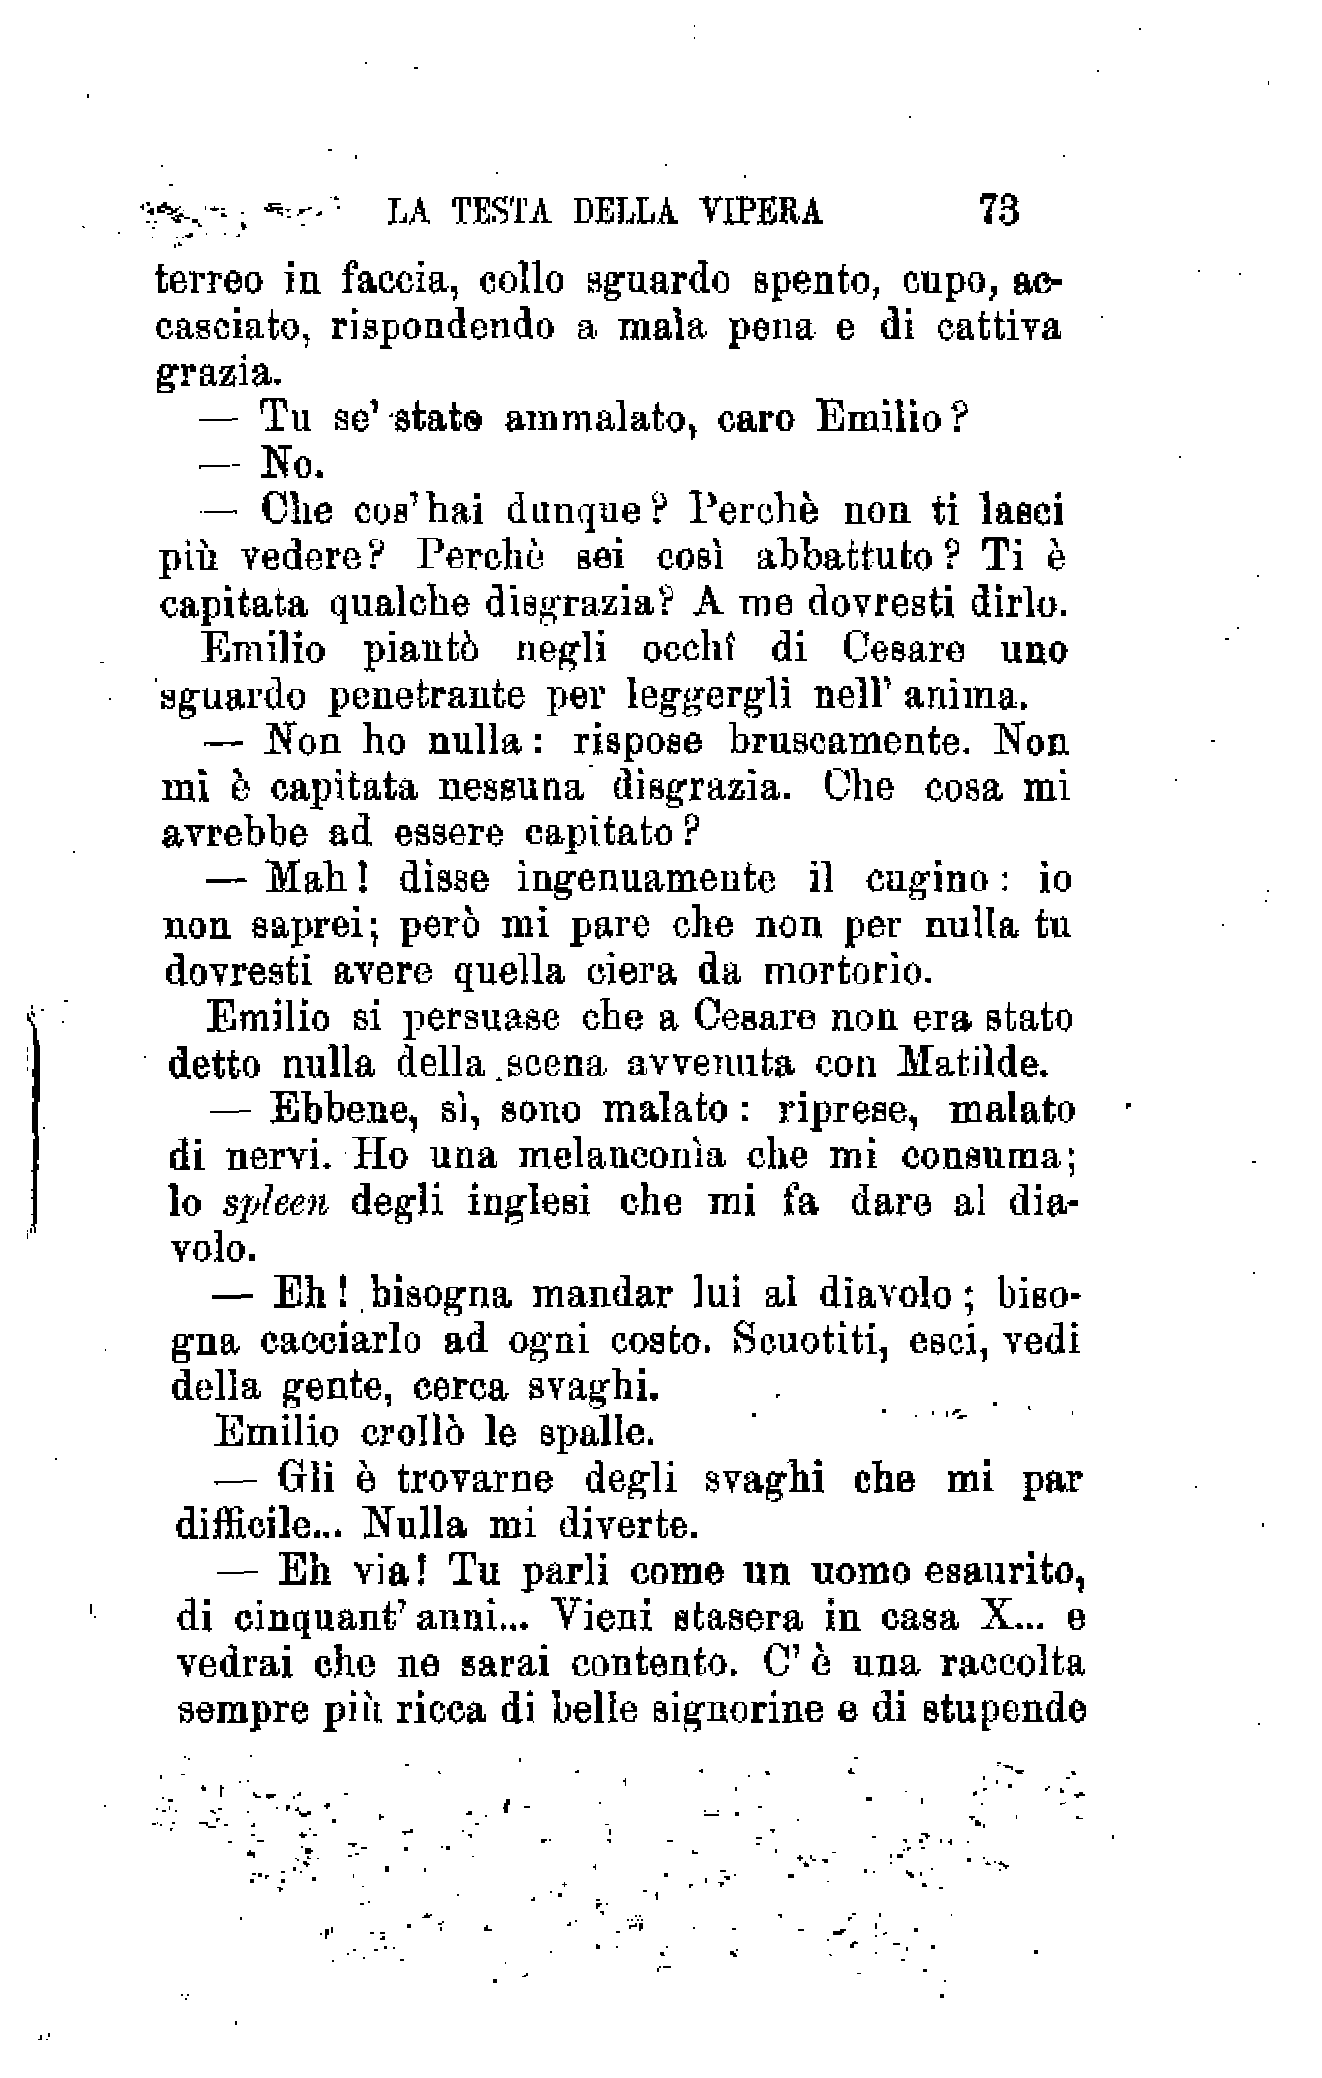 LA TESTA DELLA VIPERA 73
terreo in faccia, collo sguardo spento, cupo, ac-
casciato, rispondendo a mala pena e di cattiva
grazia.
— Tu se' stato ammalato, caro Emilio?
— No.
— Che cos'hai dunque? Perchè non ti lasci
più vedere? Perchè sei così abbattuto? Ti è
capitata qualche disgrazia? A me dovresti dirlo.
Emilio piantò negli occhî di Cesare uno
sguardo penetrante per leggergli nell' anima.
— Non ho nulla: rispose bruscamente. Non
mi è capitata nessuna disgrazia. Che cosa mi
avrebbe ad essere capitato?
— Mah! disse ingenuamente il cugino: io
non saprei; però mi pare che non per nulla tu
dovresti avere quella ciera da mortorio.
Emilio si persuase che a Cesare non era stato
detto nulla della scena avvenuta con Matilde.
— Ebbene, sì, sono malato: riprese, malato
di nervi. Ho una melanconìa che mi consuma;
lo spleen degli inglesi che mi fa dare al dia-
volo.
— Eh! bisogna mandar lui al diavolo; biso-
gna cacciarlo ad ogni costo. Scuotiti, esci, vedi
della gente, cerca svaghi.
Emilio crollò le spalle.
— Gli è trovarne degli svaghi che mi par
difficile... Nulla mi diverte.
— Eh via! Tu parli come un uomo esaurito,
di cinquant' anni... Vieni stasera in casa X... e
vedrai che ne sarai contento. C' è una raccolta
sempre più ricca di belle signorine e di stupende